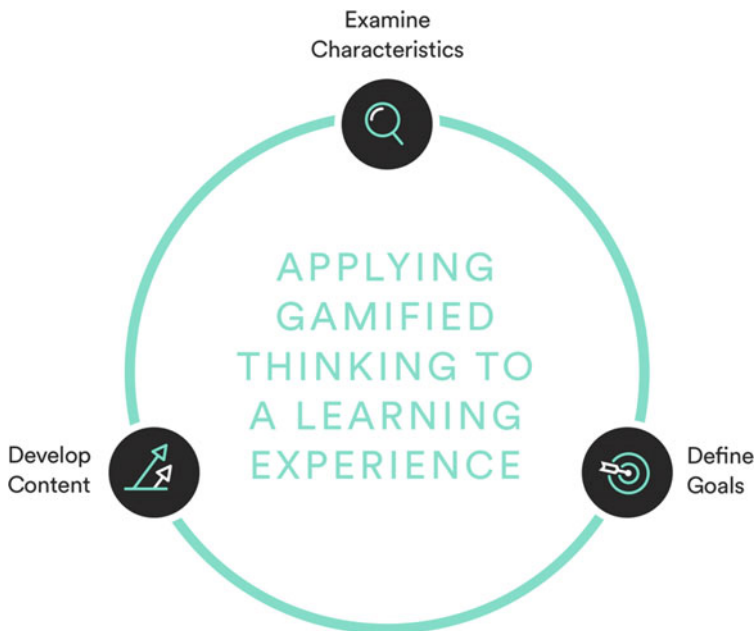 Examine
Characteristics
APPLYING
GAMIFIED
THINKING TO
A LEARNING
EXPERIENCE
Develop
Content
Define
Goals